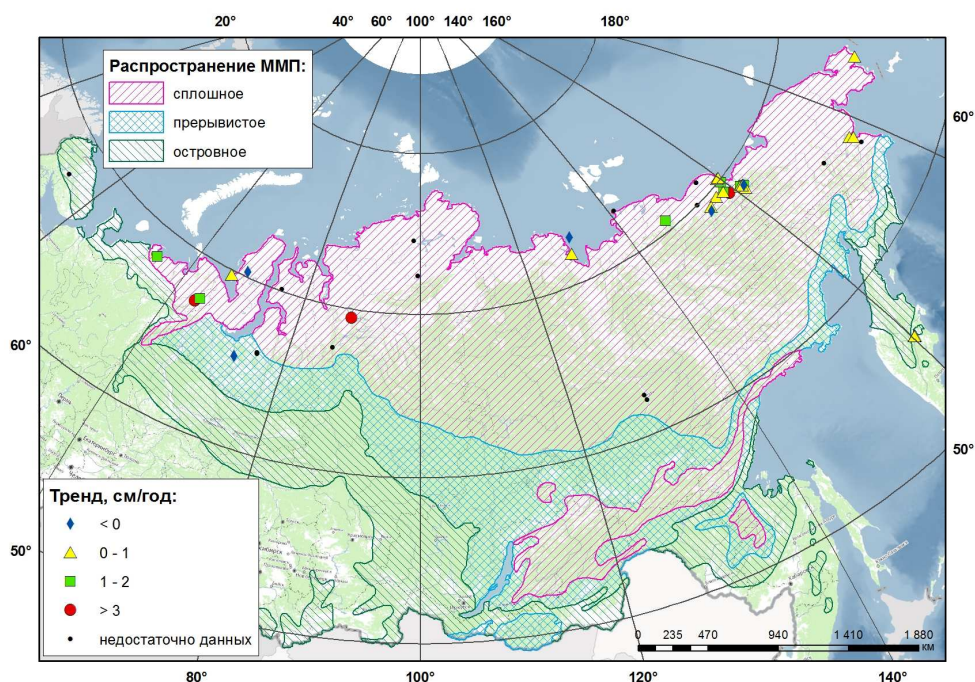 20° 40° 60° 100° 140° 160° 180°
Распространение ММП:
сплошное
прерывистое
островное
60°
60°
50°
50°
Тренд, см/год:
< 0
0 - 1
1 - 2
> 3
недостаточно данных
0 235 470 940 1 410 1 880
км
80° 100° 120° 140°